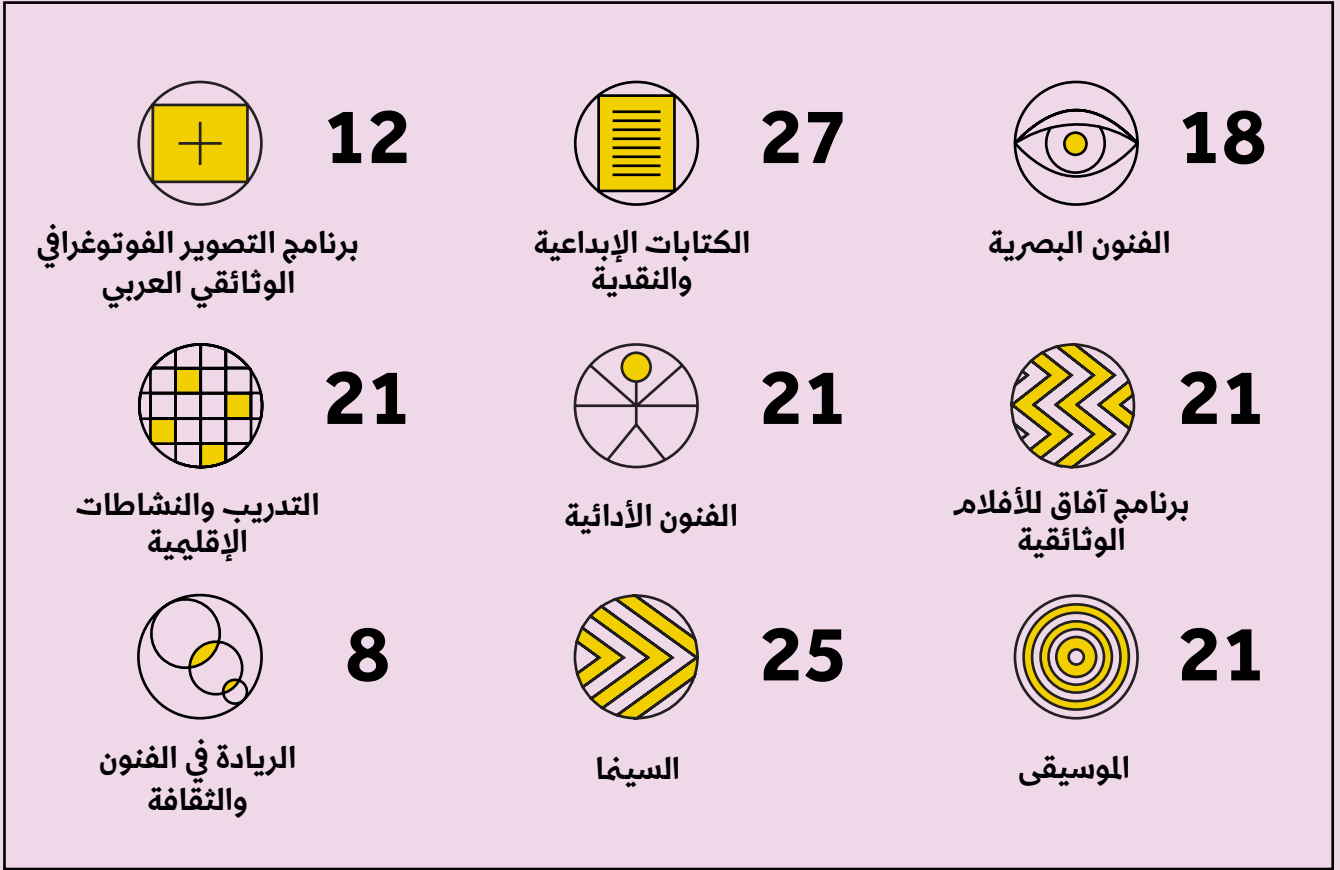 18
الفنون البصرية
27
الكتابات الإبداعية
والنقدية
12
برنامج التصوير الفوتوغرافي
الوثائقي العربي
21
برنامج آفاق للأفلام
الوثائقية
21
الفنون الأدائية
21
التدريب والنشاطات
الإقليمية
21
الموسيقى
25
السينما
8
الريادة في الفنون
والثقافة